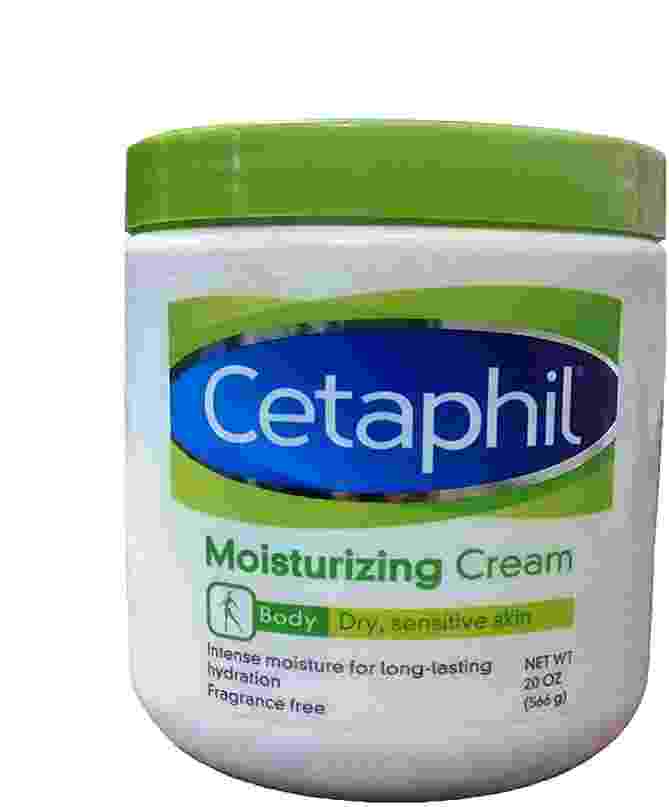 Cetaphil
Moisturizing Cream
Body Dry, sensitive skin
Intense moisture for long-lasting
hydration
Fragrance free
NET WT
20 OZ
(566 g)